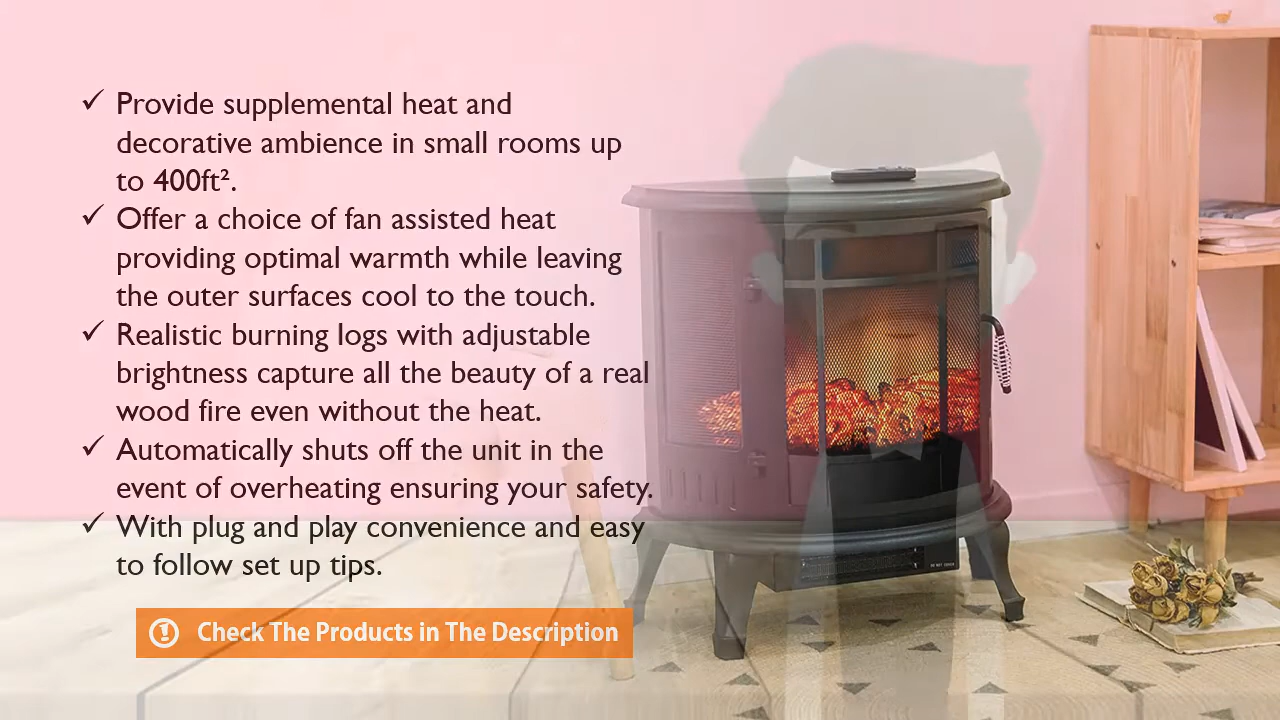 ✓ Provide supplemental heat and
decorative ambience in small rooms up
to 400ft².
✓ Offer a choice of fan assisted heat
providing optimal warmth while leaving
the outer surfaces cool to the touch.
✓ Realistic burning logs with adjustable
brightness capture all the beauty of a real
wood fire even without the heat.
✓ Automatically shuts off the unit in the
event of overheating ensuring your safety.
✓ With plug and play convenience and easy
to follow set up tips.
Check The Products in The Description